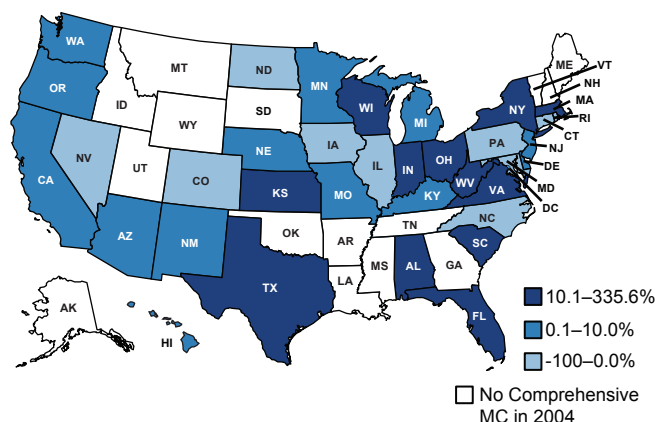 WA
MT
ND
MN
ME
VT
NH
MA
RI
CT
NJ
DE
MD
DC
OR
ID
SD
WI
MI
NY
WY
NE
IA
PA
NV
UT
CO
IL
IN
OH
WV
VA
CA
KS
MO
KY
NC
AZ
NM
OK
AR
TN
SC
TX
LA
MS
AL
GA
FL
AK
HI
10.1–335.6%
0.1–10.0%
-100–0.0%
No Comprehensive
MC in 2004